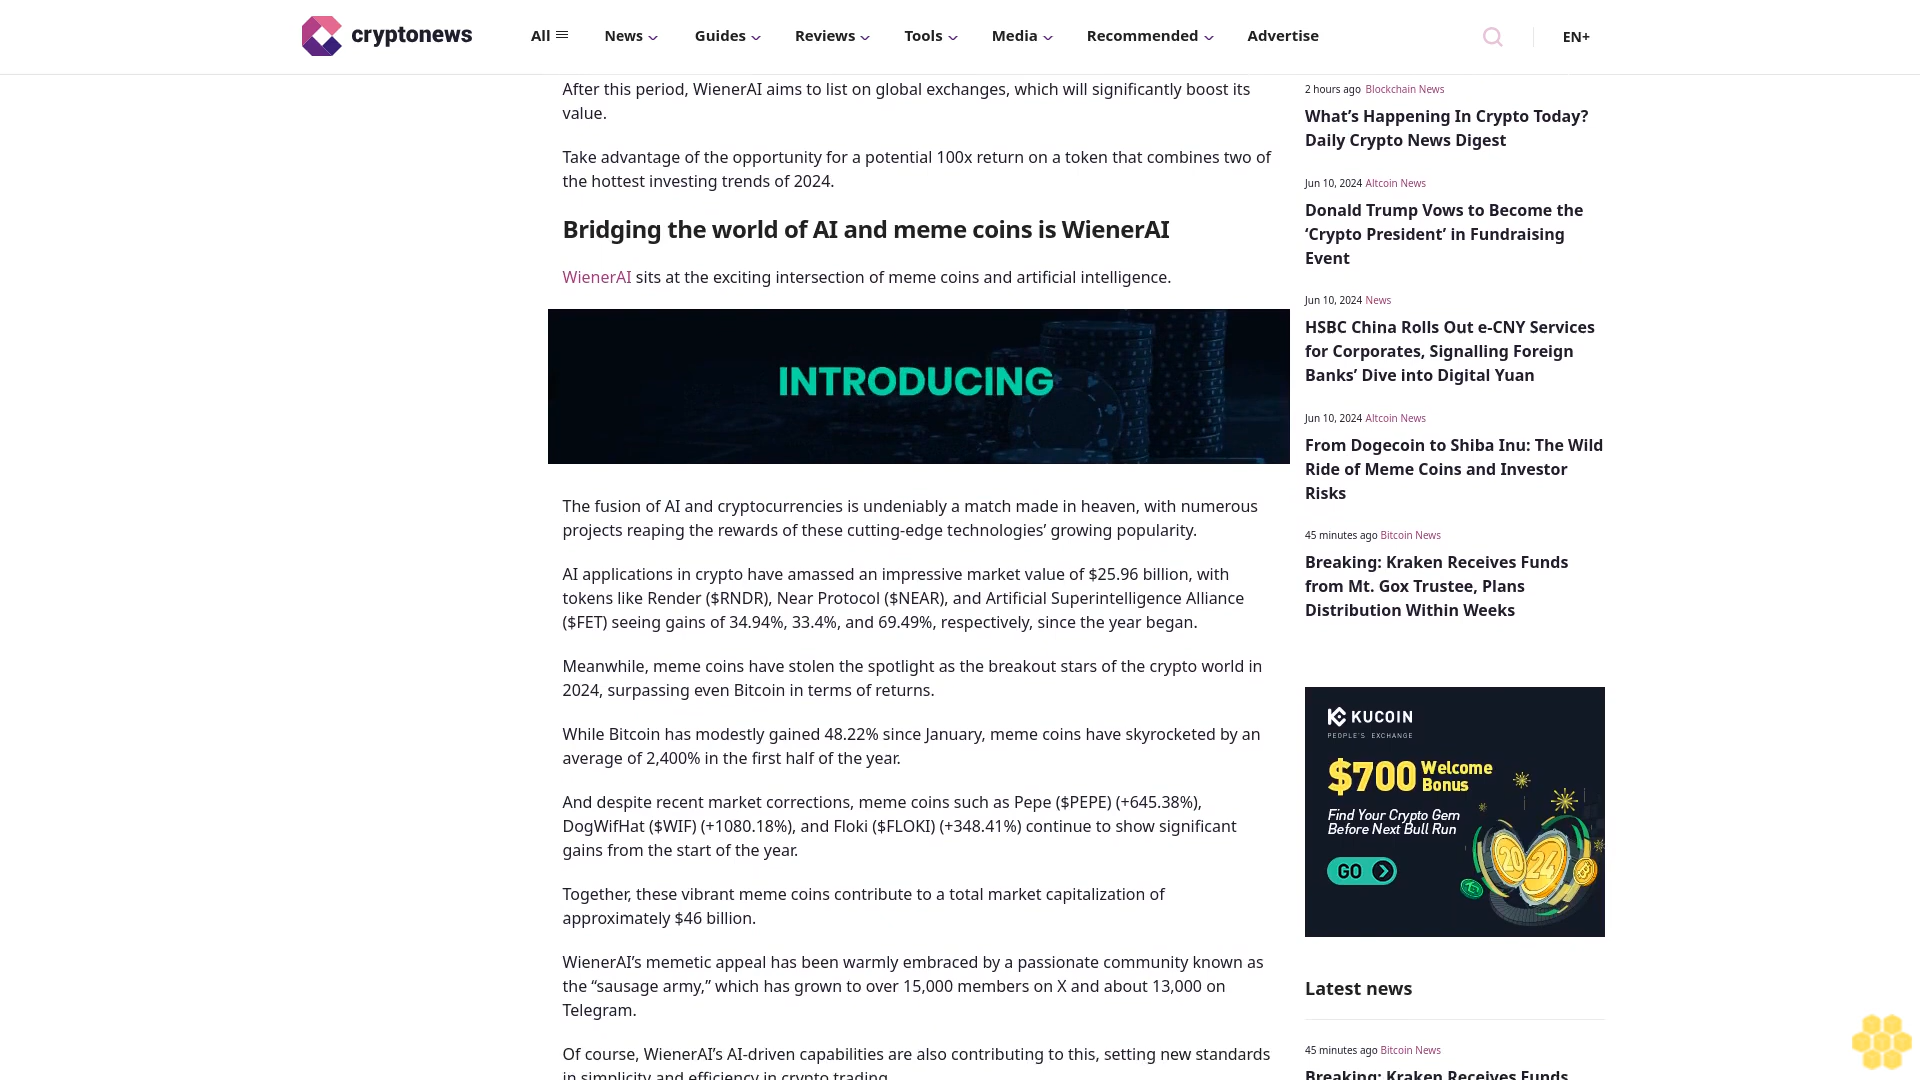 cryptonews
All
News
Guides
Reviews
Tools
Media
Recommended
Advertise
EN+
After this period, WienerAI aims to list on global exchanges, which will significantly boost its
value.
Take advantage of the opportunity for a potential 100x return on a token that combines two of
the hottest investing trends of 2024.
Bridging the world of AI and meme coins is WienerAI
WienerAI sits at the exciting intersection of meme coins and artificial intelligence.
INTRODUCING
The fusion of AI and cryptocurrencies is undeniably a match made in heaven, with numerous
projects reaping the rewards of these cutting-edge technologies’ growing popularity.
AI applications in crypto have amassed an impressive market value of $25.96 billion, with
tokens like Render ($RNDR), Near Protocol ($NEAR), and Artificial Superintelligence Alliance
($FET) seeing gains of 34.94%, 33.4%, and 69.49%, respectively, since the year began.
Meanwhile, meme coins have stolen the spotlight as the breakout stars of the crypto world in
2024, surpassing even Bitcoin in terms of returns.
While Bitcoin has modestly gained 48.22% since January, meme coins have skyrocketed by an
average of 2,400% in the first half of the year.
And despite recent market corrections, meme coins such as Pepe ($PEPE) (+645.38%),
DogWifHat ($WIF) (+1080.18%), and Floki ($FLOKI) (+348.41%) continue to show significant
gains from the start of the year.
Together, these vibrant meme coins contribute to a total market capitalization of
approximately $46 billion.
WienerAI’s memetic appeal has been warmly embraced by a passionate community known as
the “sausage army,” which has grown to over 15,000 members on X and about 13,000 on
Telegram.
Of course, WienerAI’s AI-driven capabilities are also contributing to this, setting new standards
in simplicity and efficiency in crypto trading.
2 hours ago Blockchain News
What’s Happening In Crypto Today?
Daily Crypto News Digest
Jun 10, 2024 Altcoin News
Donald Trump Vows to Become the
‘Crypto President’ in Fundraising
Event
Jun 10, 2024 News
HSBC China Rolls Out e-CNY Services
for Corporates, Signalling Foreign
Banks’ Dive into Digital Yuan
Jun 10, 2024 Altcoin News
From Dogecoin to Shiba Inu: The Wild
Ride of Meme Coins and Investor
Risks
45 minutes ago Bitcoin News
Breaking: Kraken Receives Funds
from Mt. Gox Trustee, Plans
Distribution Within Weeks
KUCOIN
PEOPLE'S EXCHANGE
$700 Welcome
Bonus
Find Your Crypto Gem
Before Next Bull Run
GO
20 24
Latest news
45 minutes ago Bitcoin News
Breaking: Kraken Receives Funds